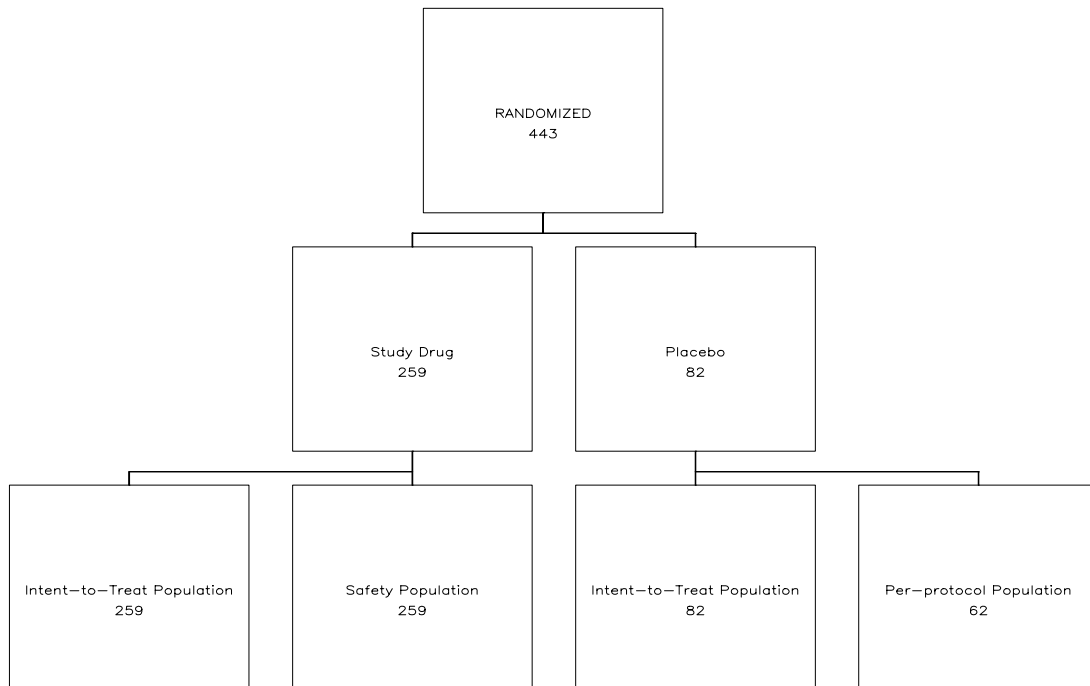 RANDOMIZED
443
Study Drug
259
Placebo
82
Intent-to-Treat Population
259
Safety Population
259
Intent-to-Treat Population
82
Per-protocol Population
62